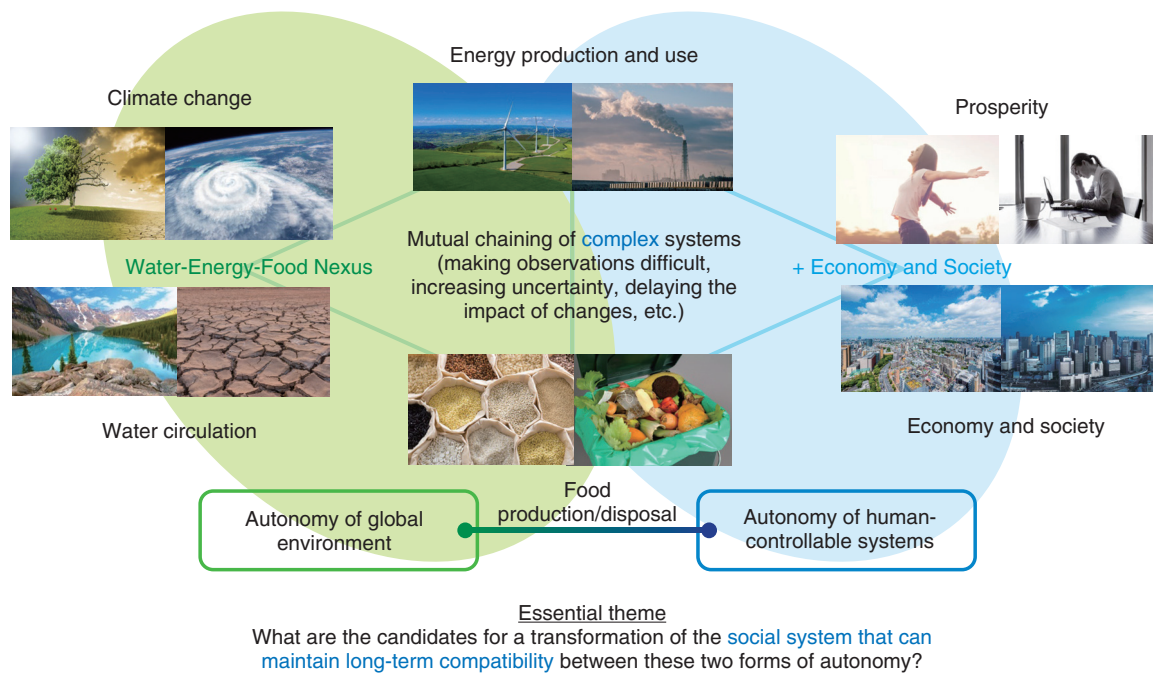 Energy production and use
Climate change
Prosperity
Mutual chaining of complex systems
(making observations difficult,
increasing uncertainty, delaying the
impact of changes, etc.)
Water-Energy-Food Nexus
+ Economy and Society
Water circulation
Economy and society
Food
production/disposal
Autonomy of global
environment
Autonomy of human-
controllable systems
Essential theme
What are the candidates for a transformation of the social system that can
maintain long-term compatibility between these two forms of autonomy?